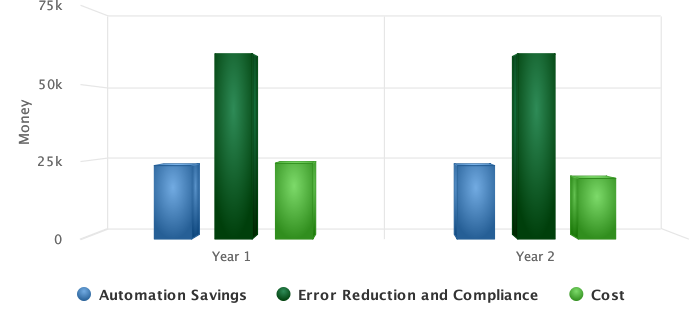 75k
50k
25k
0
Money
Year 1
Year 2
Automation Savings
Error Reduction and Compliance
Cost